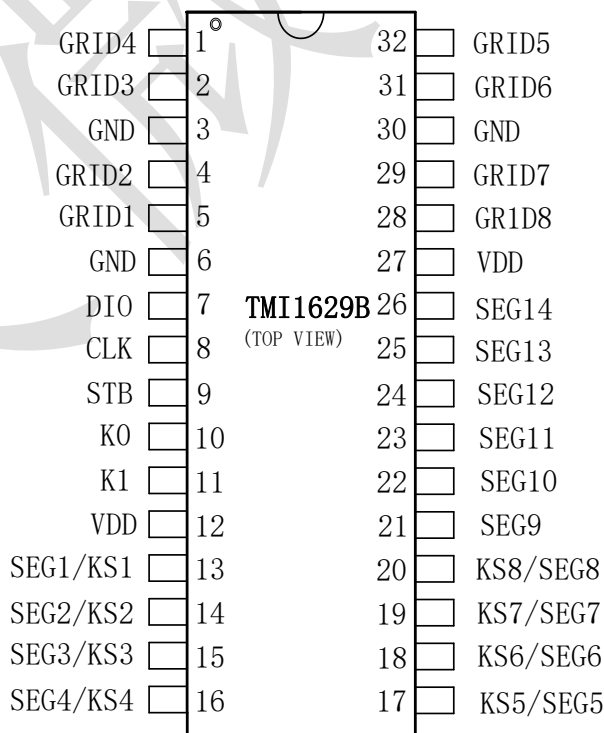 GRID4 1 32 GRID5
GRID3 2 31 GRID6
GND 3 30 GND
GRID2 4 29 GRID7
GRID1 5 28 GR1D8
GND 6 27 VDD
DIO 7 TMI1629B 26 SEG14
CLK 8 (TOP VIEW) 25 SEG13
STB 9 24 SEG12
K0 10 23 SEG11
K1 11 22 SEG10
VDD 12 21 SEG9
SEG1/KS1 13 20 KS8/SEG8
SEG2/KS2 14 19 KS7/SEG7
SEG3/KS3 15 18 KS6/SEG6
SEG4/KS4 16 17 KS5/SEG5